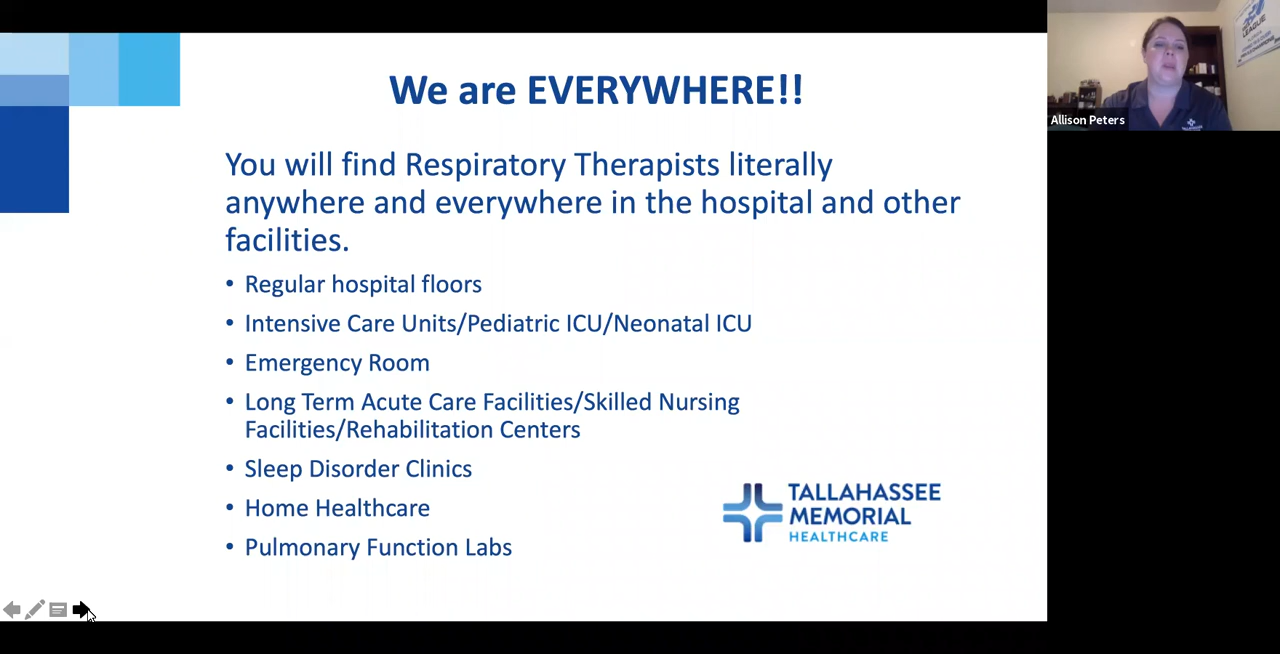 We are EVERYWHERE!!
You will find Respiratory Therapists literally
anywhere and everywhere in the hospital and other
facilities.
• Regular hospital floors
• Intensive Care Units/Pediatric ICU/Neonatal ICU
• Emergency Room
• Long Term Acute Care Facilities/Skilled Nursing
Facilities/Rehabilitation Centers
• Sleep Disorder Clinics
• Home Healthcare
• Pulmonary Function Labs
TALLAHASSEE
MEMORIAL
HEALTHCARE
Allison Peters
TALLAHASSEE
LEAGUE